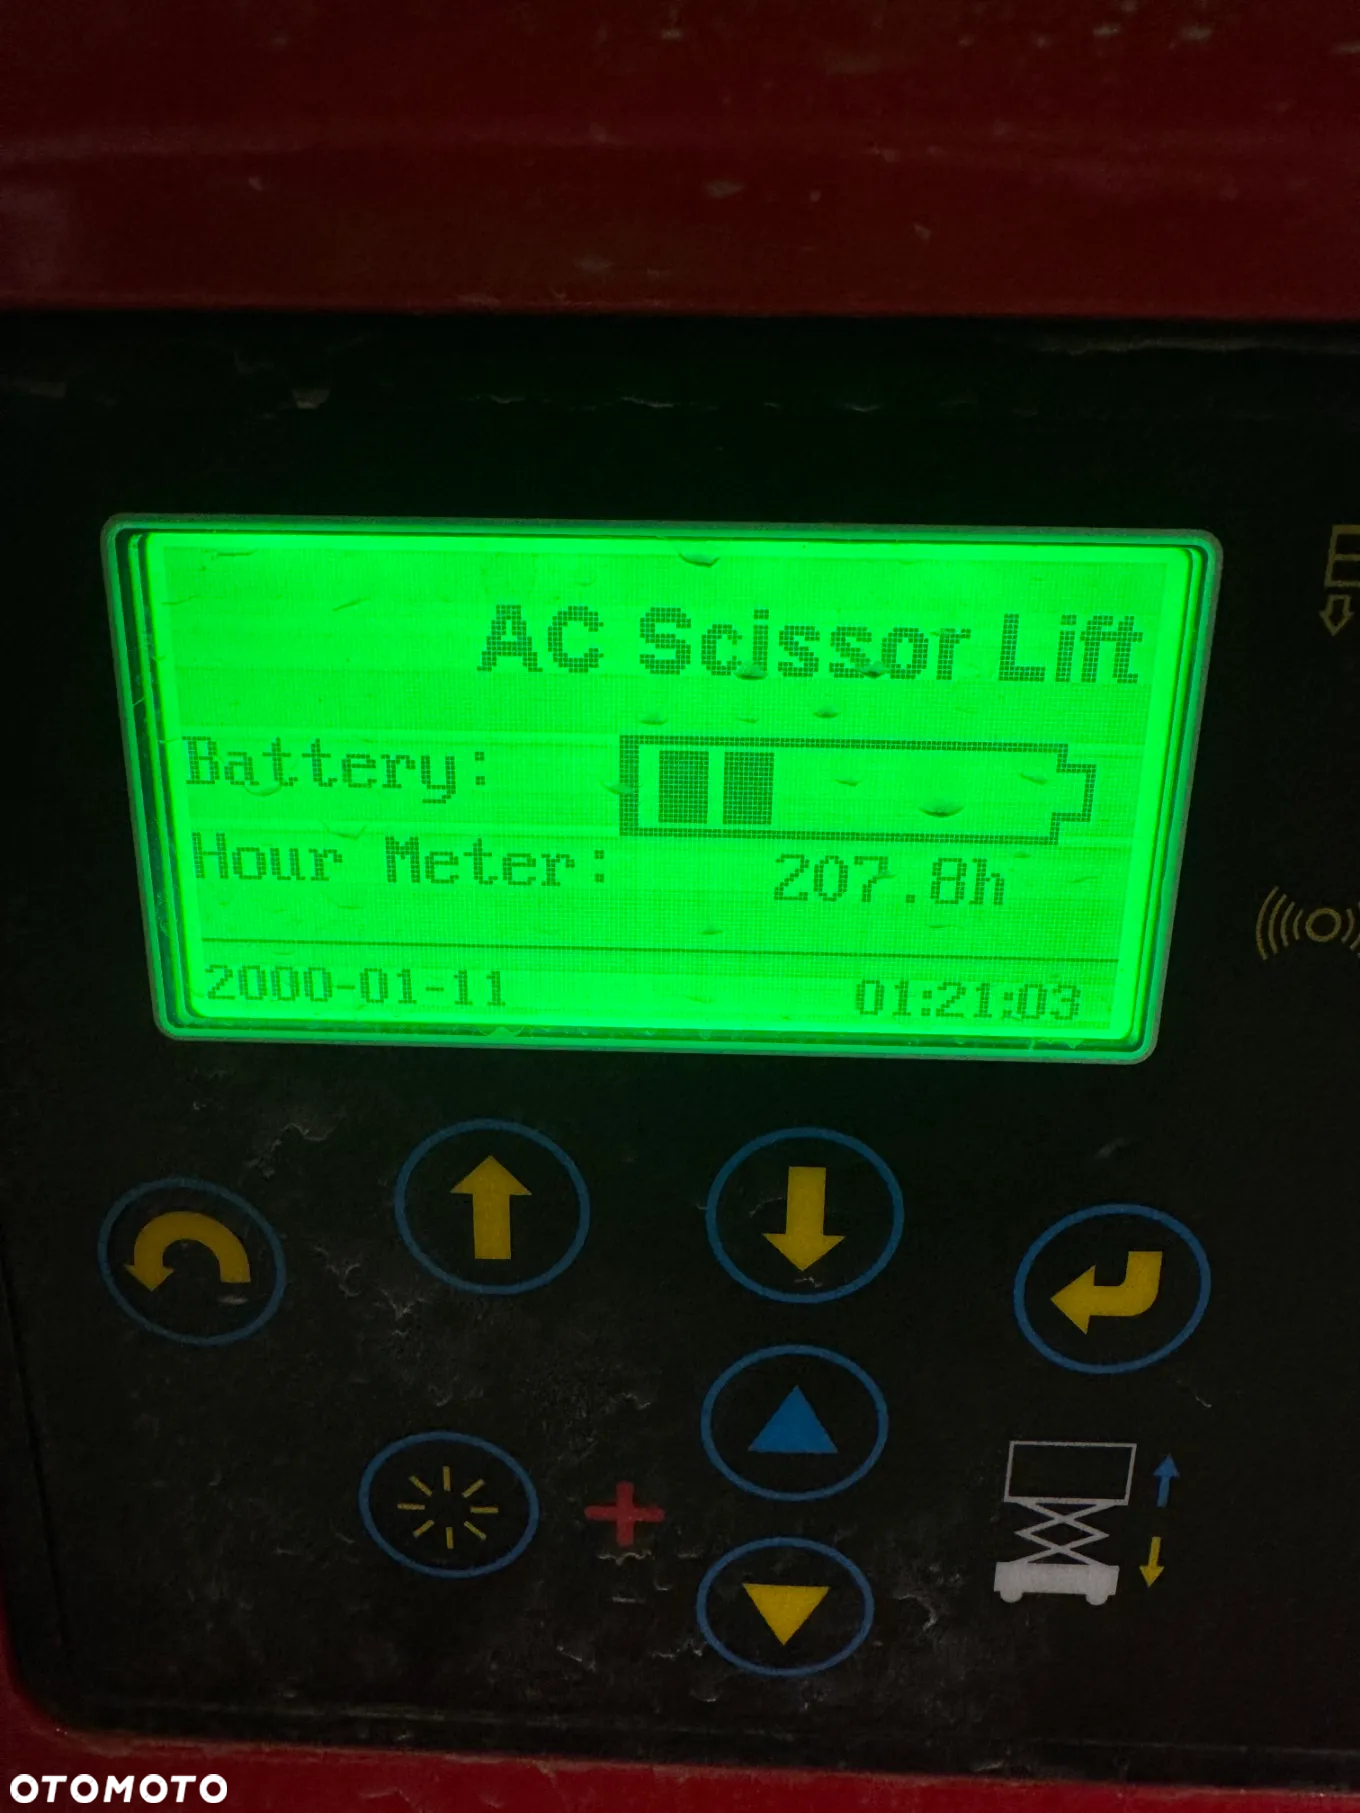 AC Scissor Lift
Battery:
Hour Meter: 207.8h
2000-01-11 01:21:03
OTOMOTO